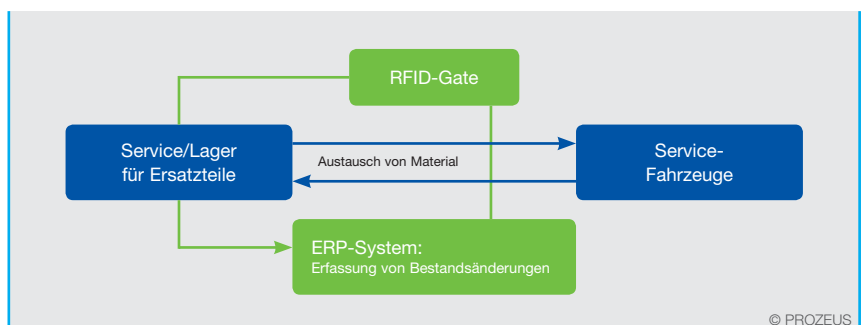 RFID-Gate
Service/Lager
für Ersatzteile
Austausch von Material
Service-
Fahrzeuge
ERP-System:
Erfassung von Bestandsänderungen
© PROZEUS